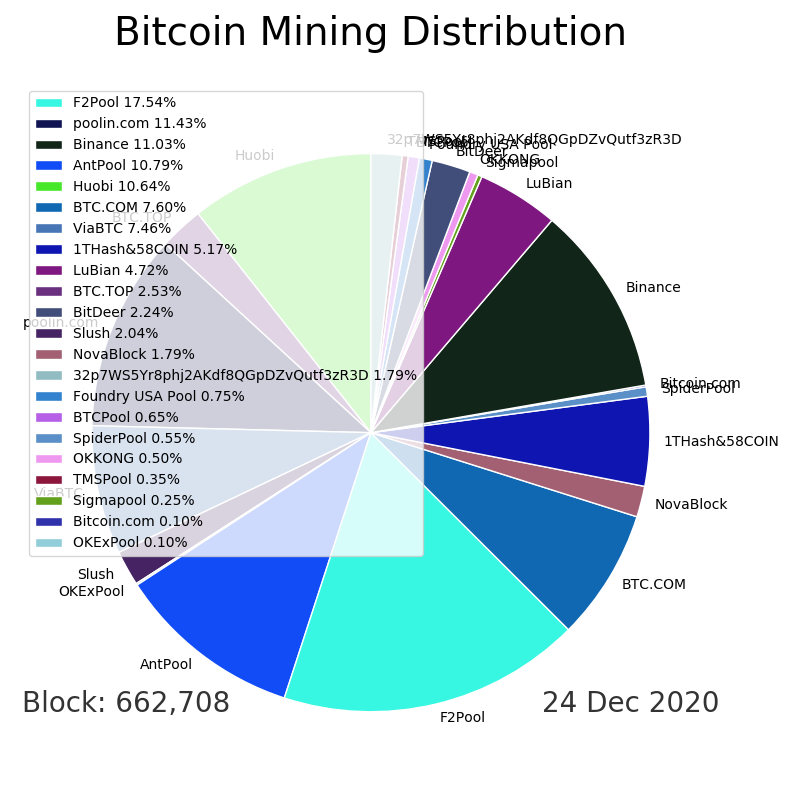 Bitcoin Mining Distribution
F2Pool 17.54%
poolin.com 11.43%
Binance 11.03%
AntPool 10.79%
Huobi 10.64%
BTC.COM 7.60%
ViaBTC 7.46%
1THash&58COIN 5.17%
LuBian 4.72%
BTC.TOP 2.53%
BitDeer 2.24%
Slush 2.04%
NovaBlock 1.79%
32p7WS5Yr8phj2AKdf8QGpDZvQutf3zR3D 1.79%
Foundry USA Pool 0.75%
BTCPool 0.65%
SpiderPool 0.55%
OKKONG 0.50%
TMSPool 0.35%
Sigmapool 0.25%
Bitcoin.com 0.10%
OKExPool 0.10%
32p7WS5Yr8phj2AKdf8QGpDZvQutf3zR3D
Foundry USA Pool
BitDeer
OKKONG
Sigmapool
LuBian
Binance
Bitcoin.com
SpiderPool
1THash&58COIN
NovaBlock
BTC.COM
F2Pool
AntPool
OKExPool
Slush
ViaBTC
poolin.com
BTC.TOP
Huobi
Block: 662,708
24 Dec 2020